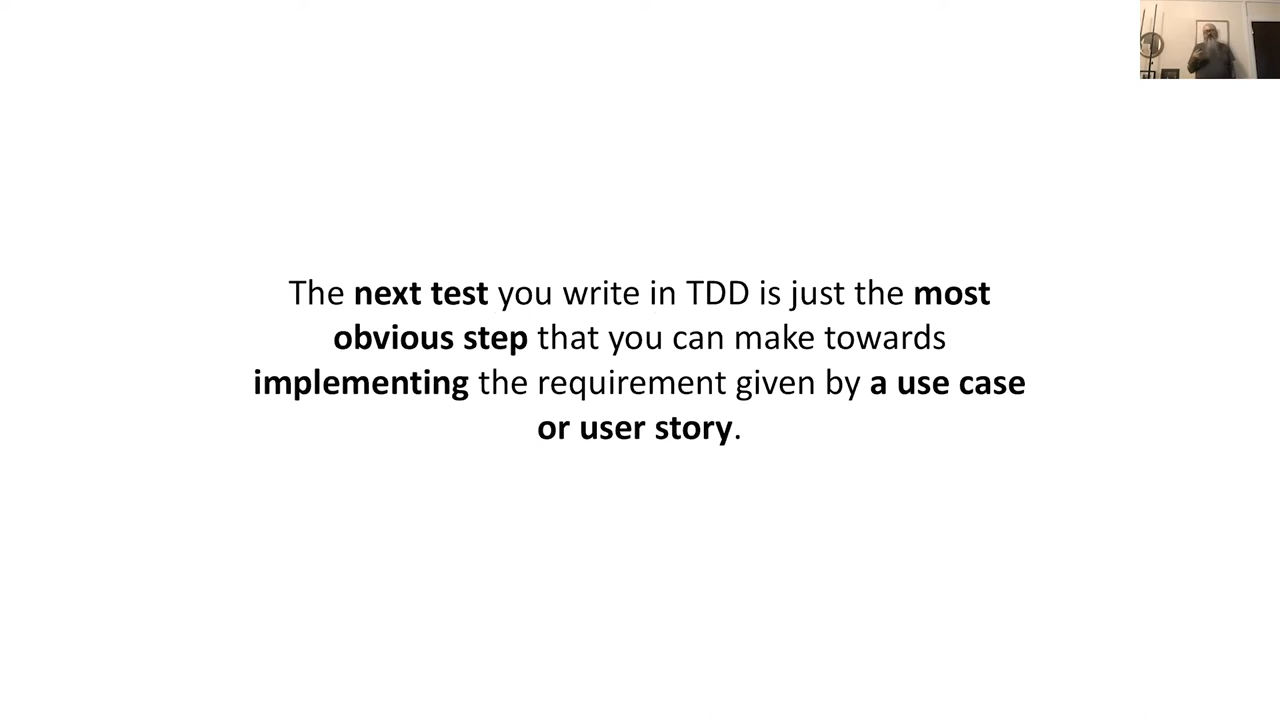 The next test you write in TDD is just the most
obvious step that you can make towards
implementing the requirement given by a use case
or user story.